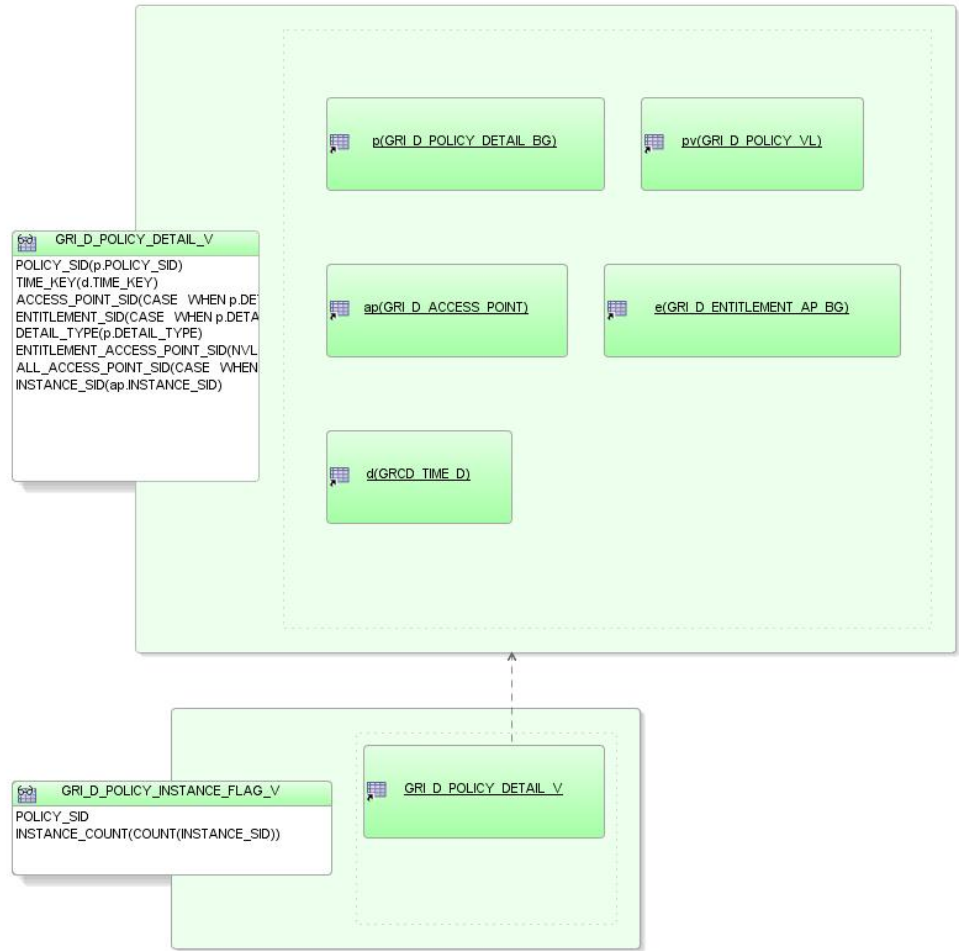 p(GRI_D_POLICY_DETAIL_BG)
pv(GRI_D_POLICY_VL)
GRI_D_POLICY_DETAIL_V
POLICY_SID(p.POLICY_SID)
TIME_KEY(d.TIME_KEY)
ACCESS_POINT_SID(CASE WHEN p.DET
ENTITLEMENT_SID(CASE WHEN p.DETA
DETAIL_TYPE(p.DETAIL_TYPE)
ENTITLEMENT_ACCESS_POINT_SID(NVL
ALL_ACCESS_POINT_SID(CASE WHEN
INSTANCE_SID(ap.INSTANCE_SID)
ap(GRI_D_ACCESS_POINT)
e(GRI_D_ENTITLEMENT_AP_BG)
d(GRCD_TIME_D)
GRI_D_POLICY_DETAIL_V
GRI_D_POLICY_INSTANCE_FLAG_V
POLICY_SID
INSTANCE_COUNT(COUNT(INSTANCE_SID))